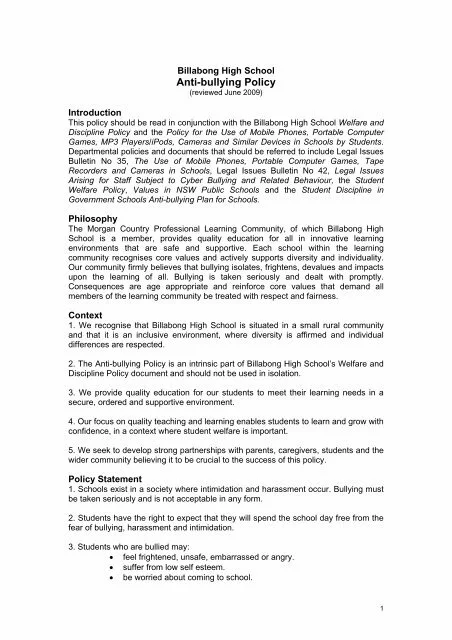 Billabong High School
Anti-bullying Policy
(reviewed June 2009)
Introduction
This policy should be read in conjunction with the Billabong High School Welfare and
Discipline Policy and the Policy for the Use of Mobile Phones, Portable Computer
Games, MP3 Players/iPods, Cameras and Similar Devices in Schools by Students.
Departmental policies and documents that should be referred to include Legal Issues
Bulletin No 35, The Use of Mobile Phones, Portable Computer Games, Tape
Recorders and Cameras in Schools, Legal Issues Bulletin No 42, Legal Issues
Arising for Staff Subject to Cyber Bullying and Related Behaviour, the Student
Welfare Policy, Values in NSW Public Schools and the Student Discipline in
Government Schools Anti-bullying Plan for Schools.
Philosophy
The Morgan Country Professional Learning Community, of which Billabong High
School is a member, provides quality education for all in innovative learning
environments that are safe and supportive. Each school within the learning
community recognises core values and actively supports diversity and individuality.
Our community firmly believes that bullying isolates, frightens, devalues and impacts
upon the learning of all. Bullying is taken seriously and dealt with promptly.
Consequences are age appropriate and reinforce core values that demand all
members of the learning community be treated with respect and fairness.
Context
1. We recognise that Billabong High School is situated in a small rural community
and that it is an inclusive environment, where diversity is affirmed and individual
differences are respected.
2. The Anti-bullying Policy is an intrinsic part of Billabong High School's Welfare and
Discipline Policy document and should not be used in isolation.
3. We provide quality education for our students to meet their learning needs in a
secure, ordered and supportive environment.
4. Our focus on quality teaching and learning enables students to learn and grow with
confidence, in a context where student welfare is important.
5. We seek to develop strong partnerships with parents, caregivers, students and the
wider community believing it to be crucial to the success of this policy.
Policy Statement
1. Schools exist in a society where intimidation and harassment occur. Bullying must
be taken seriously and is not acceptable in any form.
2. Students have the right to expect that they will spend the school day free from the
fear of bullying, harassment and intimidation.
3. Students who are bullied may:
• feel frightened, unsafe, embarrassed or angry.
• suffer from low self esteem.
• be worried about coming to school.
1